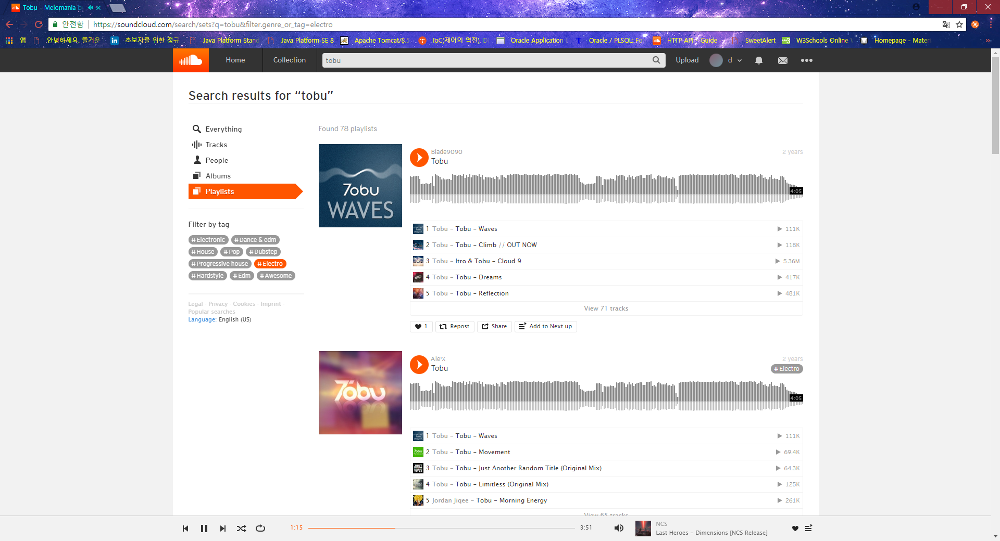 Tobu - Melomania b
안전함
https://soundcloud.com/search/sets?q=tobu&filter.genre_or_tag=electro
앱
.안녕하세요. 즐거운
초보자를 위한 정규
Java Platform Stand
Java Platform SE 8
Apache Tomcat/8.5
IoC(제어의 역전), D
Oracle Application
Oracle / PLSQL:
HTTP API - Guide
SweetAlert
W3Schools Online
Homepage - Materi
Home
Collection
tobu
Upload
d
Search results for “tobu”
Everything
Tracks
People
Albums
Playlists
Filter by tag
# Electronic
# Dance & edm
# House
# Pop
# Dubstep
# Progressive house
# Electro
# Hardstyle
# Edm
# Awesome
Legal - Privacy - Cookies - Imprint -
Popular searches
Language: English (US)
Found 78 playlists
Tobu
WAVES
Blade9090
2 years
Tobu
4:05
1 Tobu – Tobu - Waves 111K
2 Tobu – Tobu - Climb // OUT NOW 118K
3 Tobu – Itro & Tobu - Cloud 9 5.36M
4 Tobu – Tobu - Dreams 417K
5 Tobu – Tobu - Reflection 481K
View 71 tracks
1
Repost
Share
Add to Next up
Tobu
Ale'X
2 years
Tobu
# Electro
4:05
1 Tobu – Tobu - Waves 111K
2 Tobu – Tobu - Movement 69.4K
3 Tobu – Tobu - Just Another Random Title (Original Mix) 64.3K
4 Tobu – Tobu - Limitless (Original Mix) 125K
5 Jordan Jiqee – Tobu - Morning Energy 261K
View 65 tracks
1:15
3:51
NCS
Last Heroes - Dimensions [NCS Release]